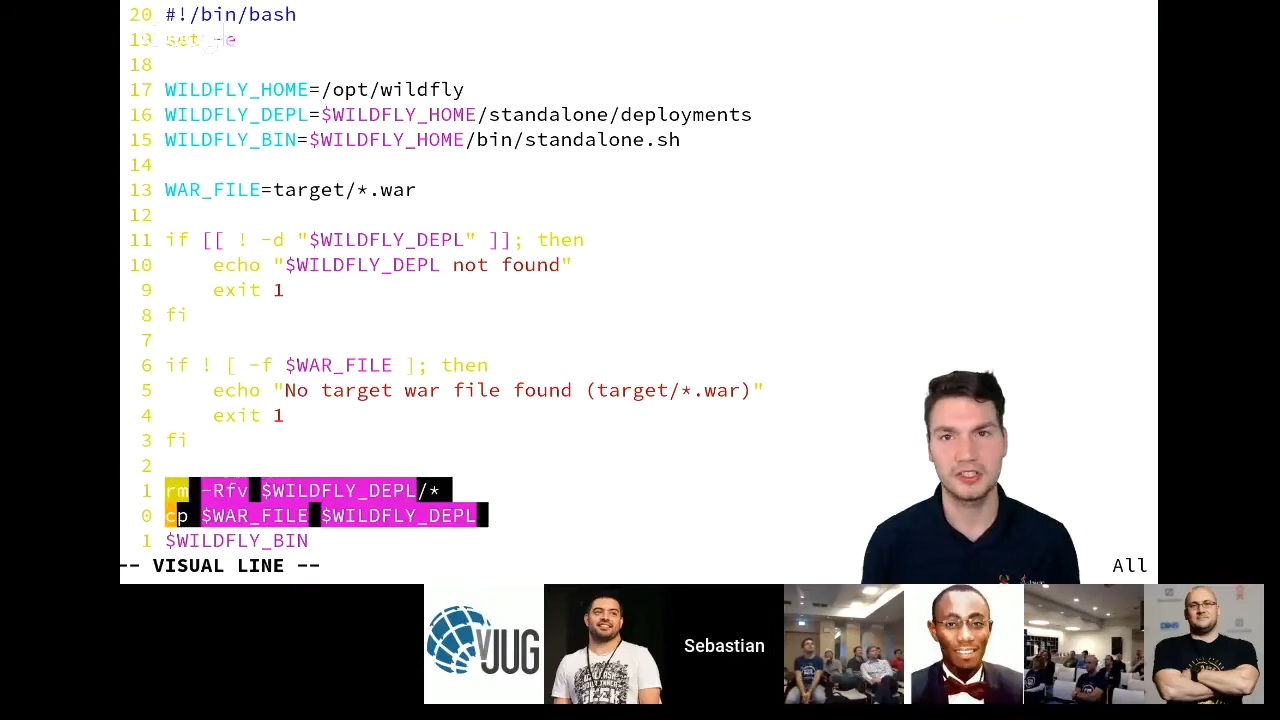 20 #!/bin/bash
19 set -e
18
17 WILDFLY_HOME=/opt/wildfly
16 WILDFLY_DEPL=$WILDFLY_HOME/standalone/deployments
15 WILDFLY_BIN=$WILDFLY_HOME/bin/standalone.sh
14
13 WAR_FILE=target/*.war
12
11 if [[ ! -d "$WILDFLY_DEPL" ]]; then
10     echo "$WILDFLY_DEPL not found"
9     exit 1
8 fi
7
6 if ! [ -f $WAR_FILE ]; then
5     echo "No target war file found (target/*.war)"
4     exit 1
3 fi
2
1 rm -Rfv $WILDFLY_DEPL/*
0 cp $WAR_FILE $WILDFLY_DEPL
1 $WILDFLY_BIN
-- VISUAL LINE -- All
VJUG
Sebastian